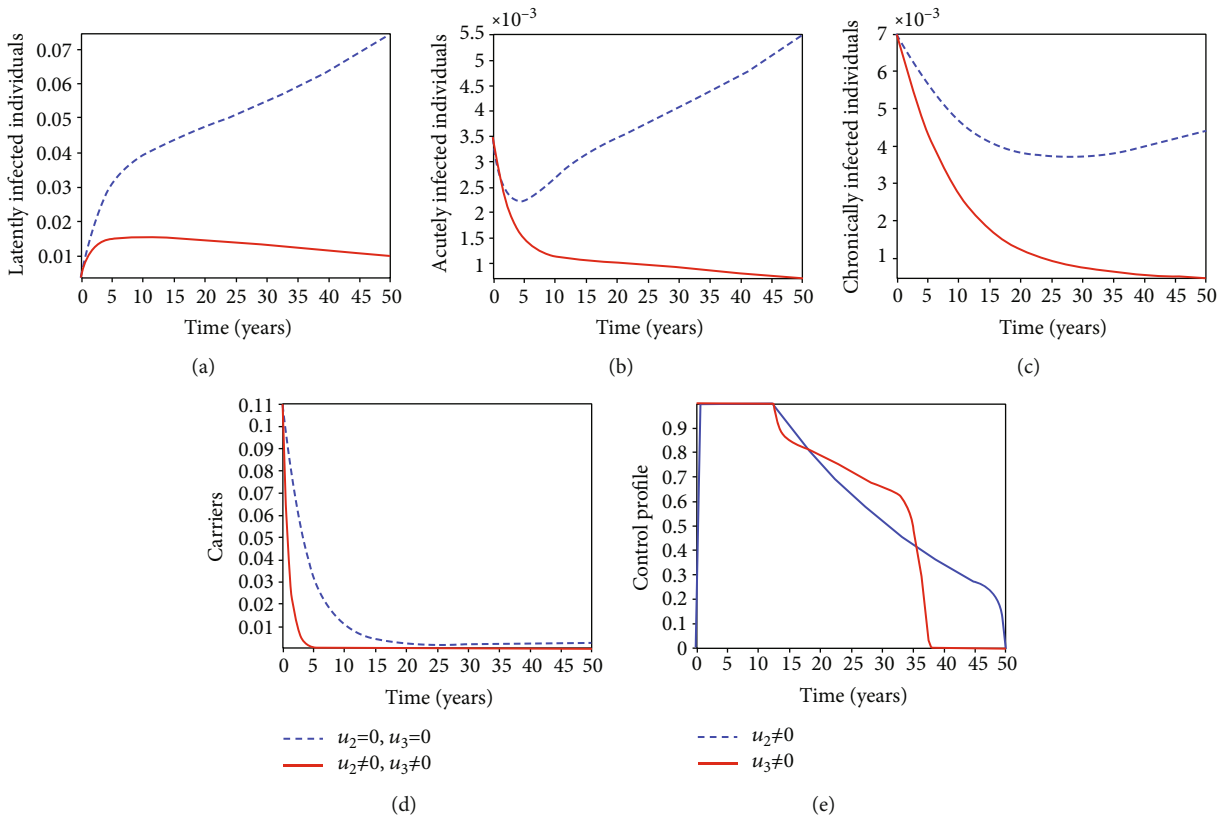 ×10⁻³
×10⁻³
Latently infected individuals
0.07
0.06
0.05
0.04
0.03
0.02
0.01
0 5 10 15 20 25 30 35 40 45 50
Time (years)
(a)
Acutely infected individuals
5.5
5
4.5
4
3.5
3
2.5
2
1.5
1
0 5 10 15 20 25 30 35 40 45 50
Time (years)
(b)
Chronically infected individuals
7
6
5
4
3
2
1
0 5 10 15 20 25 30 35 40 45 50
Time (years)
(c)
Carriers
0.11
0.1
0.09
0.08
0.07
0.06
0.05
0.04
0.03
0.02
0.01
0 5 10 15 20 25 30 35 40 45 50
Time (years)
u₂=0, u₃=0
u₂≠0, u₃≠0
(d)
Control profile
0.9
0.8
0.7
0.6
0.5
0.4
0.3
0.2
0.1
0
0 5 10 15 20 25 30 35 40 45 50
Time (years)
u₂≠0
u₃≠0
(e)